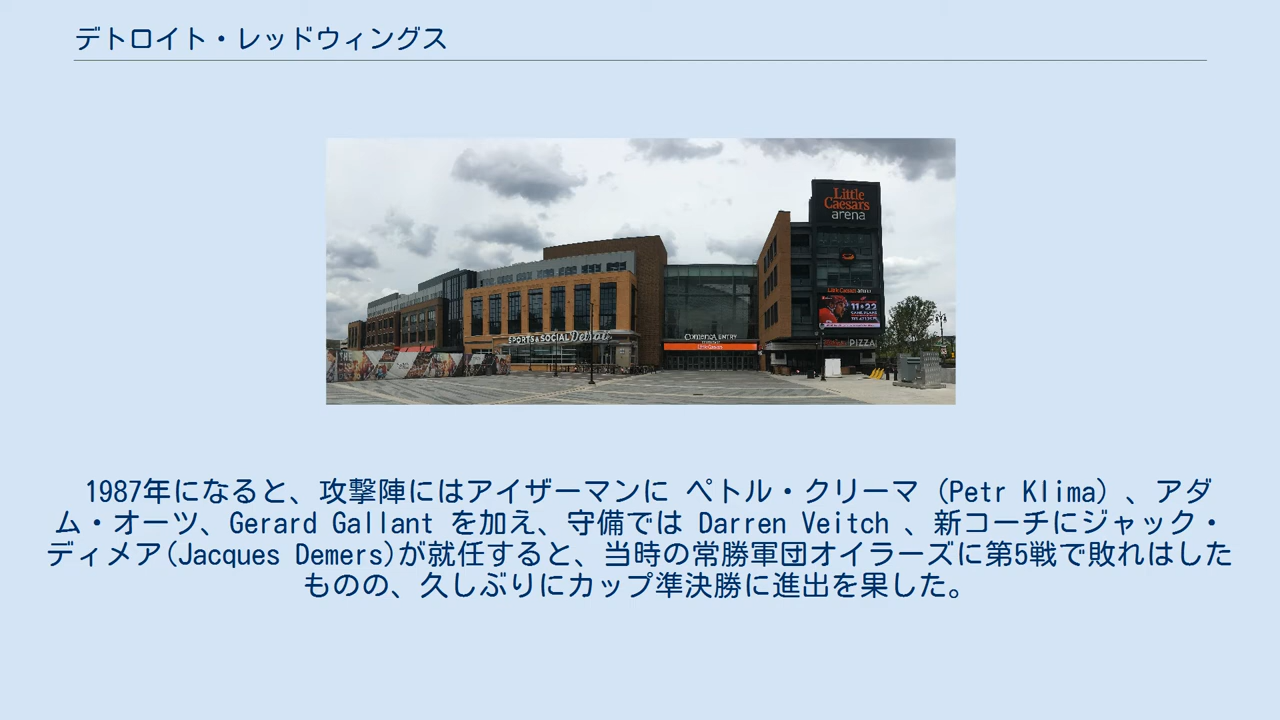 デトロイト・レッドウィングス
Little
Caesars
arena
Little Caesars arena
11•22
SPORTS & SOCIAL Detroit
COMERICA ENTRY
PIZZA
1987年になると、攻撃陣にはアイザーマンに ペトル・クリーマ (Petr Klima) 、アダ
ム・オーツ、Gerard Gallant を加え、守備では Darren Veitch 、新コーチにジャック・
ディメア(Jacques Demers)が就任すると、当時の常勝軍団オイラーズに第5戦で敗れはした
ものの、久しぶりにカップ準決勝に進出を果した。